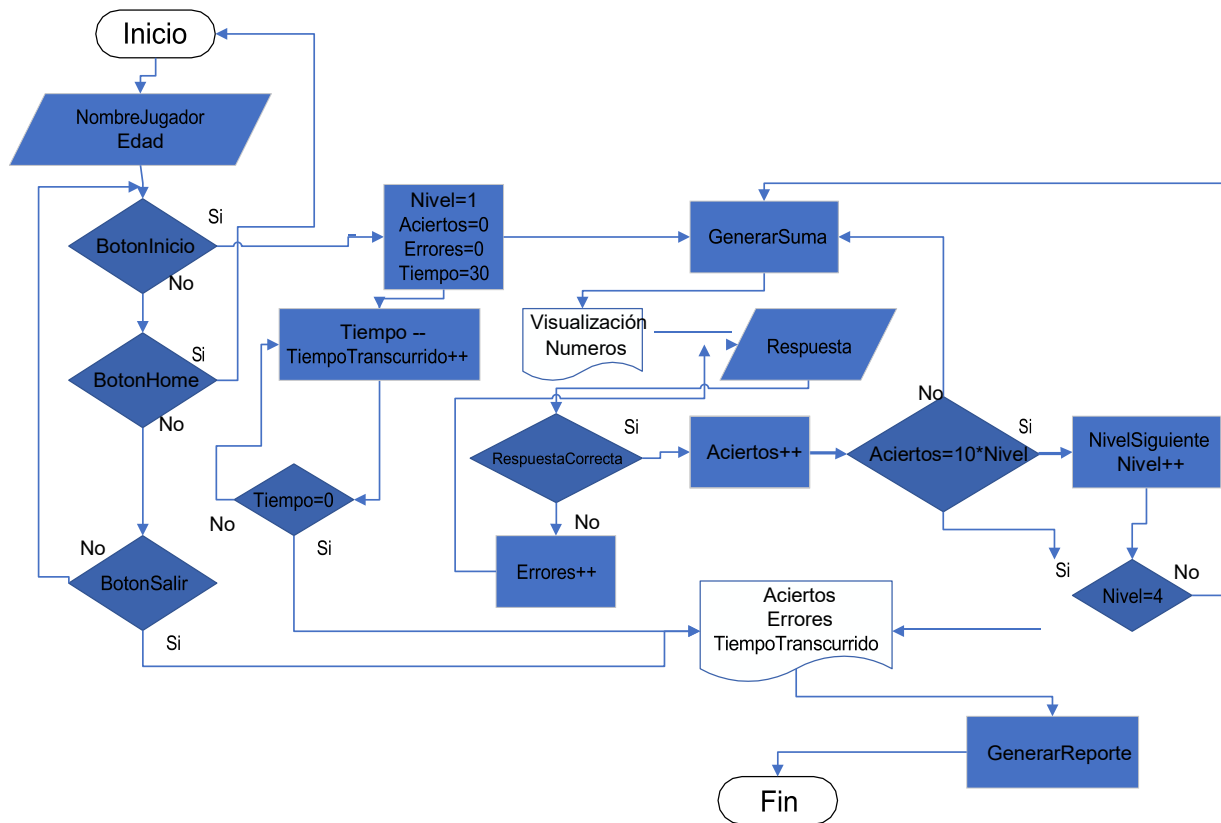 Inicio
NombreJugador
Edad
BotonInicio
Si
No
BotonHome
Si
No
BotonSalir
No
Si
Nivel=1
Aciertos=0
Errores=0
Tiempo=30
Tiempo --
TiempoTranscurrido++
Tiempo=0
No
Si
GenerarSuma
Visualización
Numeros
Respuesta
RespuestaCorrecta
Si
No
Errores++
Aciertos++
Aciertos=10*Nivel
No
Si
NivelSiguiente
Nivel++
Nivel=4
Si
No
Aciertos
Errores
TiempoTranscurrido
GenerarReporte
Fin